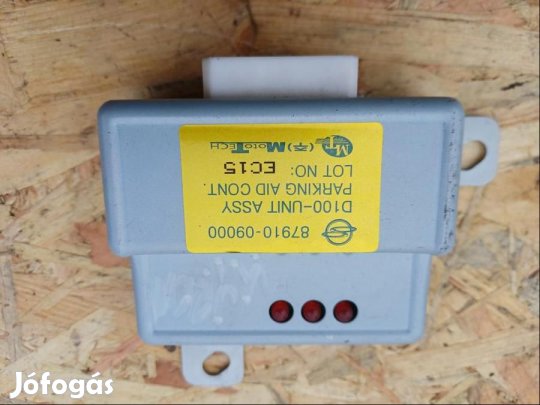 87910-09000
D100-UNIT ASSY
PARKING AID CONT.
LOT NO: EC15
MOTOTECH
Jófogás